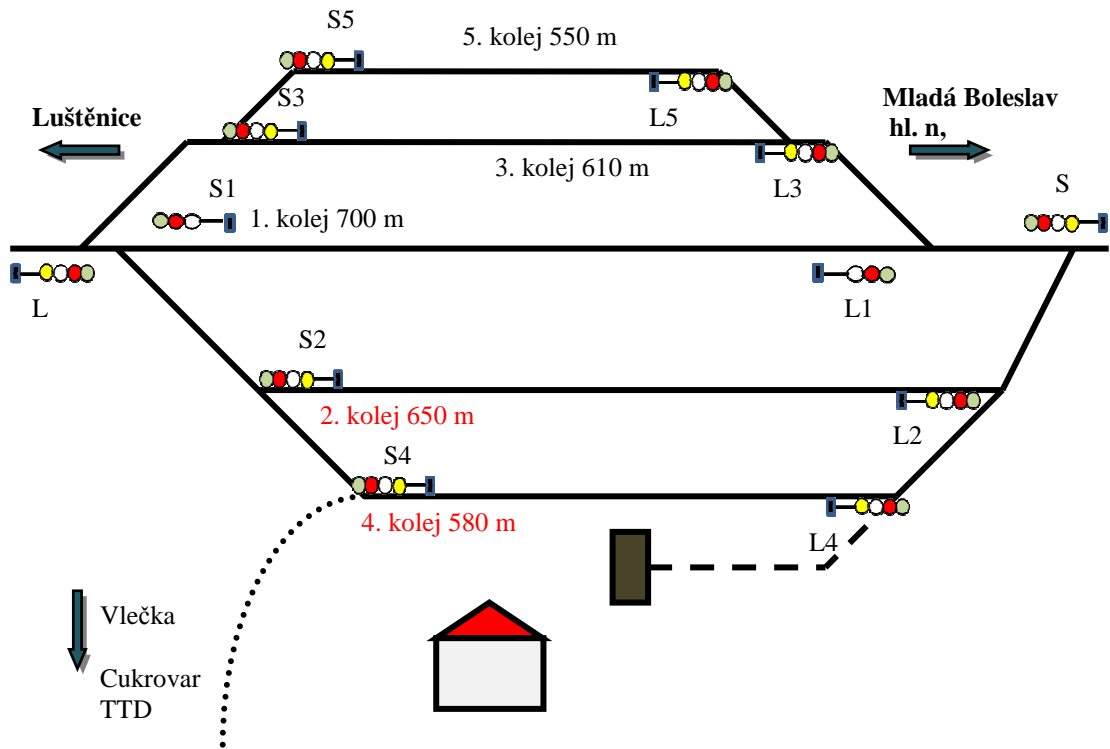 S5
5. kolej 550 m
S3
L5
Luštěnice
Mladá Boleslav
hl. n,
3. kolej 610 m
L3
S1
S
1. kolej 700 m
L
L1
S2
2. kolej 650 m
L2
S4
4. kolej 580 m
L4
Vlečka
Cukrovar
TTD